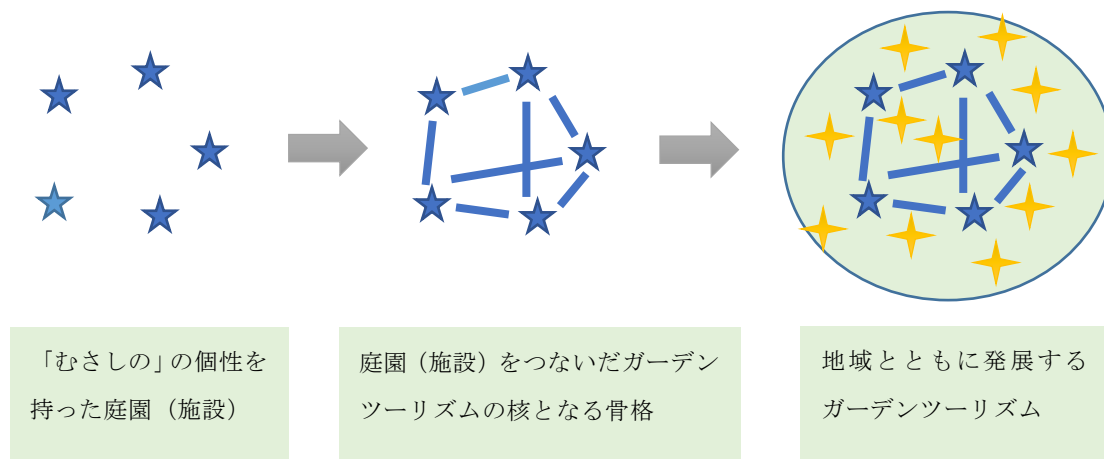 「むさしの」の個性を
持った庭園（施設）
庭園（施設）をつないだガーデン
ツーリズムの核となる骨格
地域とともに発展する
ガーデンツーリズム